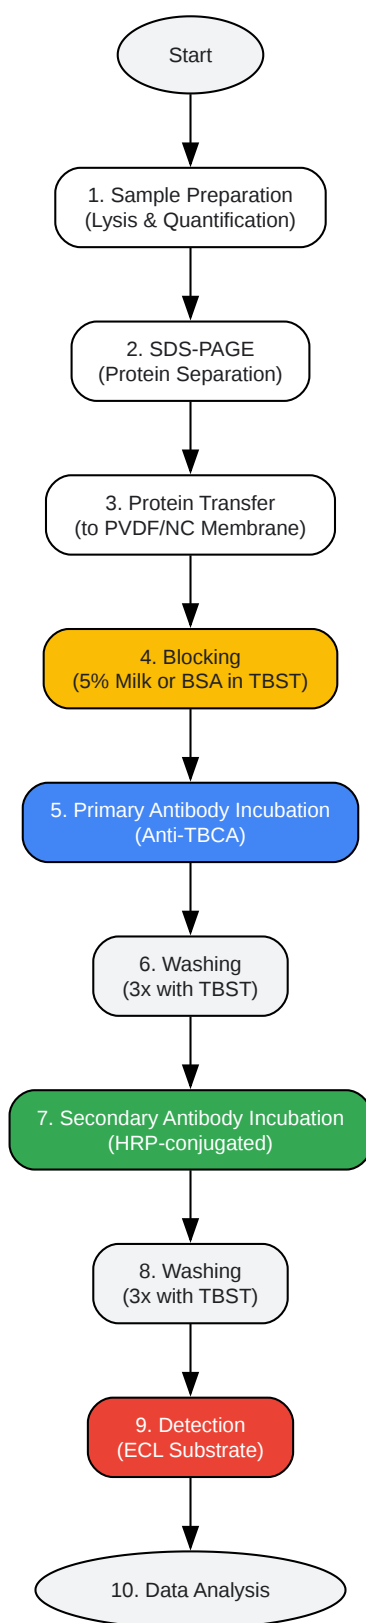 Start
1. Sample Preparation
(Lysis & Quantification)
2. SDS-PAGE
(Protein Separation)
3. Protein Transfer
(to PVDF/NC Membrane)
4. Blocking
(5% Milk or BSA in TBST)
5. Primary Antibody Incubation
(Anti-TBCA)
6. Washing
(3x with TBST)
7. Secondary Antibody Incubation
(HRP-conjugated)
8. Washing
(3x with TBST)
9. Detection
(ECL Substrate)
10. Data Analysis